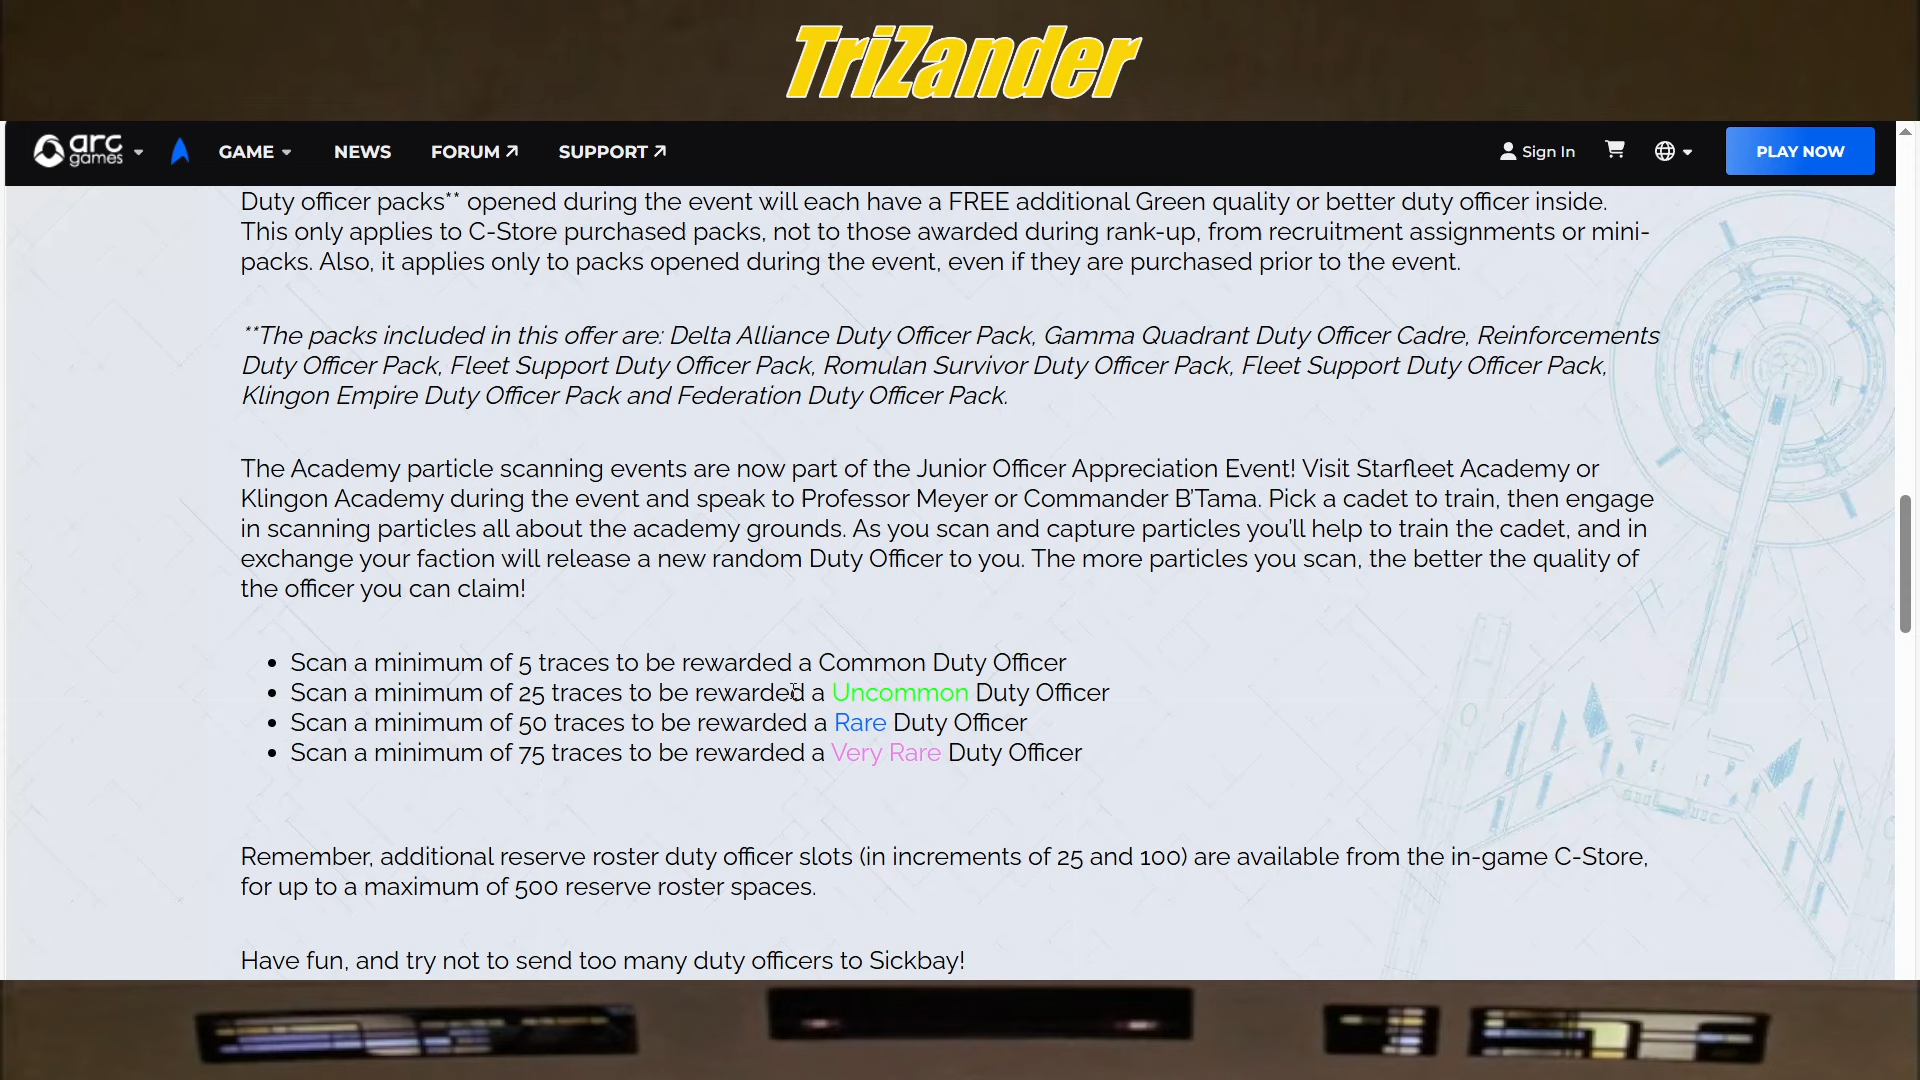 TriZander
arc games
GAME
NEWS
FORUM
SUPPORT
Sign In
PLAY NOW
Duty officer packs** opened during the event will each have a FREE additional Green quality or better duty officer inside.
This only applies to C-Store purchased packs, not to those awarded during rank-up, from recruitment assignments or mini-
packs. Also, it applies only to packs opened during the event, even if they are purchased prior to the event.
**The packs included in this offer are: Delta Alliance Duty Officer Pack, Gamma Quadrant Duty Officer Cadre, Reinforcements
Duty Officer Pack, Fleet Support Duty Officer Pack, Romulan Survivor Duty Officer Pack, Fleet Support Duty Officer Pack,
Klingon Empire Duty Officer Pack and Federation Duty Officer Pack.
The Academy particle scanning events are now part of the Junior Officer Appreciation Event! Visit Starfleet Academy or
Klingon Academy during the event and speak to Professor Meyer or Commander B'Tama. Pick a cadet to train, then engage
in scanning particles all about the academy grounds. As you scan and capture particles you'll help to train the cadet, and in
exchange your faction will release a new random Duty Officer to you. The more particles you scan, the better the quality of
the officer you can claim!
• Scan a minimum of 5 traces to be rewarded a Common Duty Officer
• Scan a minimum of 25 traces to be rewarded a Uncommon Duty Officer
• Scan a minimum of 50 traces to be rewarded a Rare Duty Officer
• Scan a minimum of 75 traces to be rewarded a Very Rare Duty Officer
Remember, additional reserve roster duty officer slots (in increments of 25 and 100) are available from the in-game C-Store,
for up to a maximum of 500 reserve roster spaces.
Have fun, and try not to send too many duty officers to Sickbay!